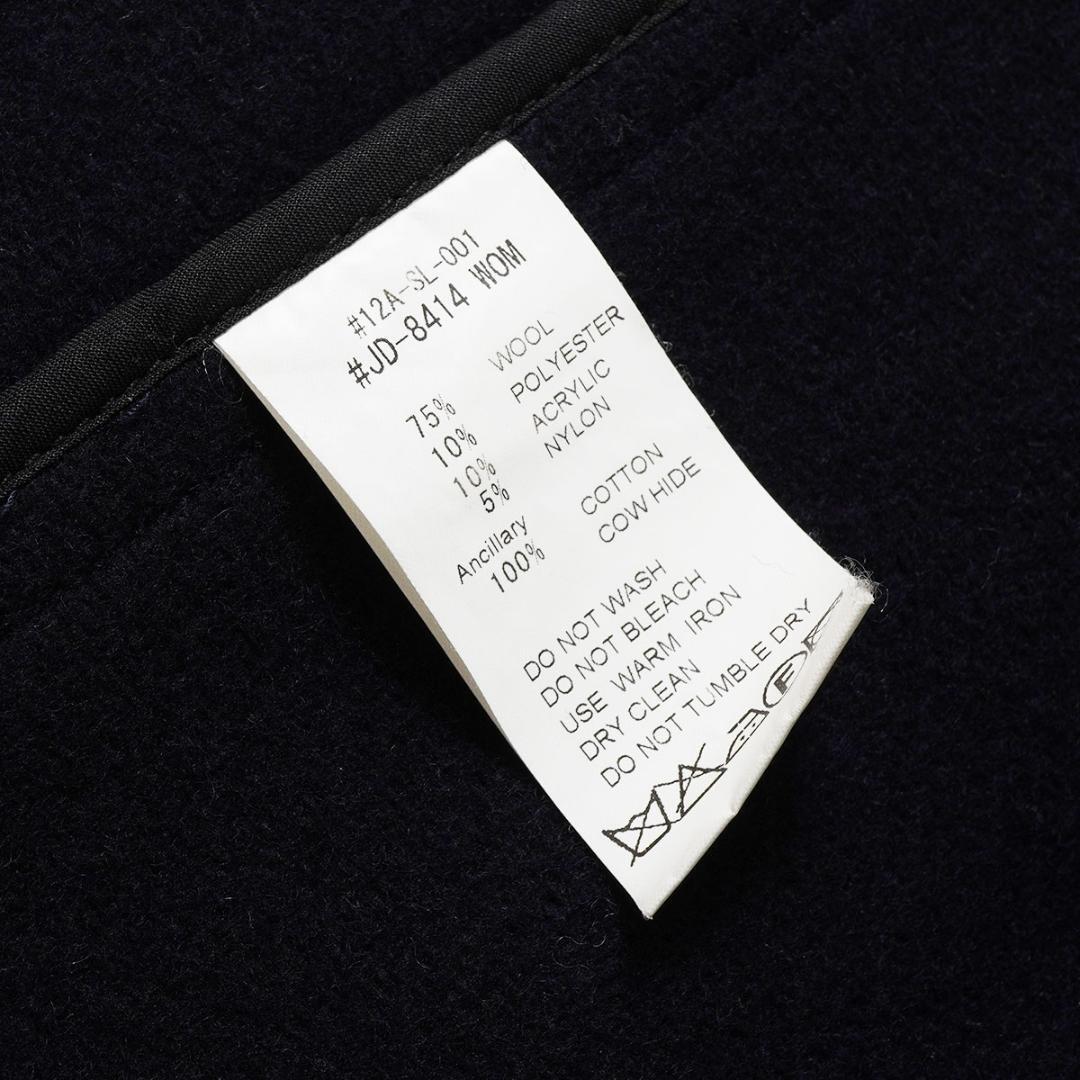 #12A-SL-001
#JD-8414 WOM
75% WOOL
10% POLYESTER
10% ACRYLIC
5% NYLON
Ancillary COTTON
100% COW HIDE
DO NOT WASH
DO NOT BLEACH
USE WARM IRON
DRY CLEAN
DO NOT TUMBLE DRY
F